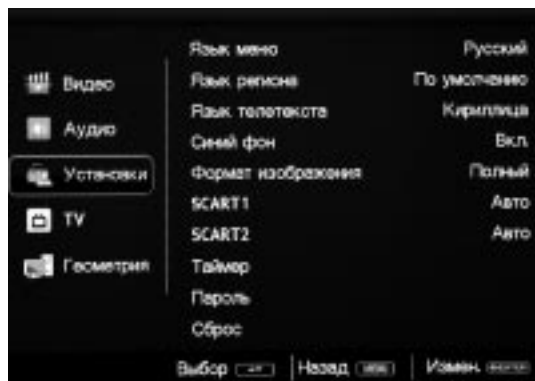 Видео
Аудио
Установки
TV
Геометрия
Язык меню Русский
Язык региона По умолчанию
Язык телетекста Кириллица
Синий фон Вкл.
Формат изображения Полный
SCART1 Авто
SCART2 Авто
Таймер
Пароль
Сброс
Выбор Назад MENU Измен.